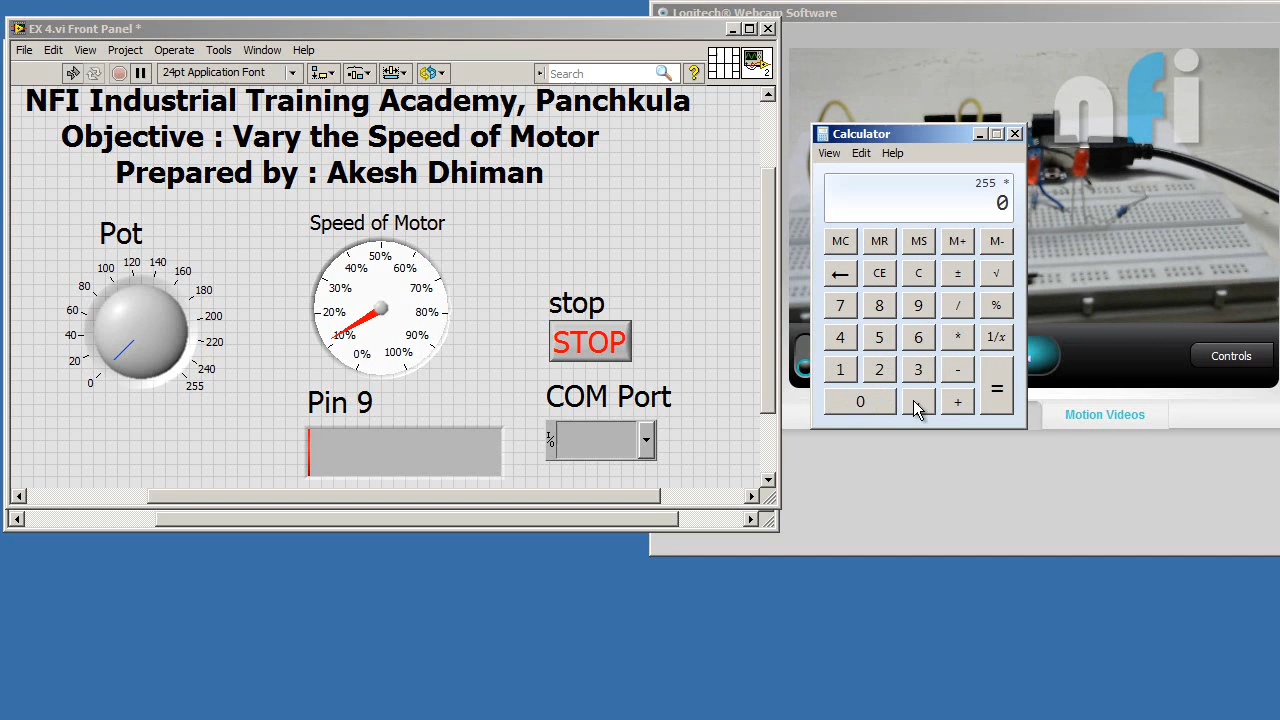 EX 4.vi Front Panel *
File Edit View Project Operate Tools Window Help
24pt Application Font
Search
?
2
NFI Industrial Training Academy, Panchkula
Objective : Vary the Speed of Motor
Prepared by : Akesh Dhiman
Pot
0 20 40 60 80 100 120 140 160 180 200 220 240 255
Speed of Motor
0% 10% 20% 30% 40% 50% 60% 70% 80% 90% 100%
stop
STOP
Pin 9
COM Port
I/O
Logitech® Webcam Software
nfi
Calculator
View Edit Help
255 *
0
MC MR MS M+ M-
← CE C ± √
7 8 9 / %
4 5 6 * 1/x
1 2 3 - =
0 +
Controls
Motion Videos